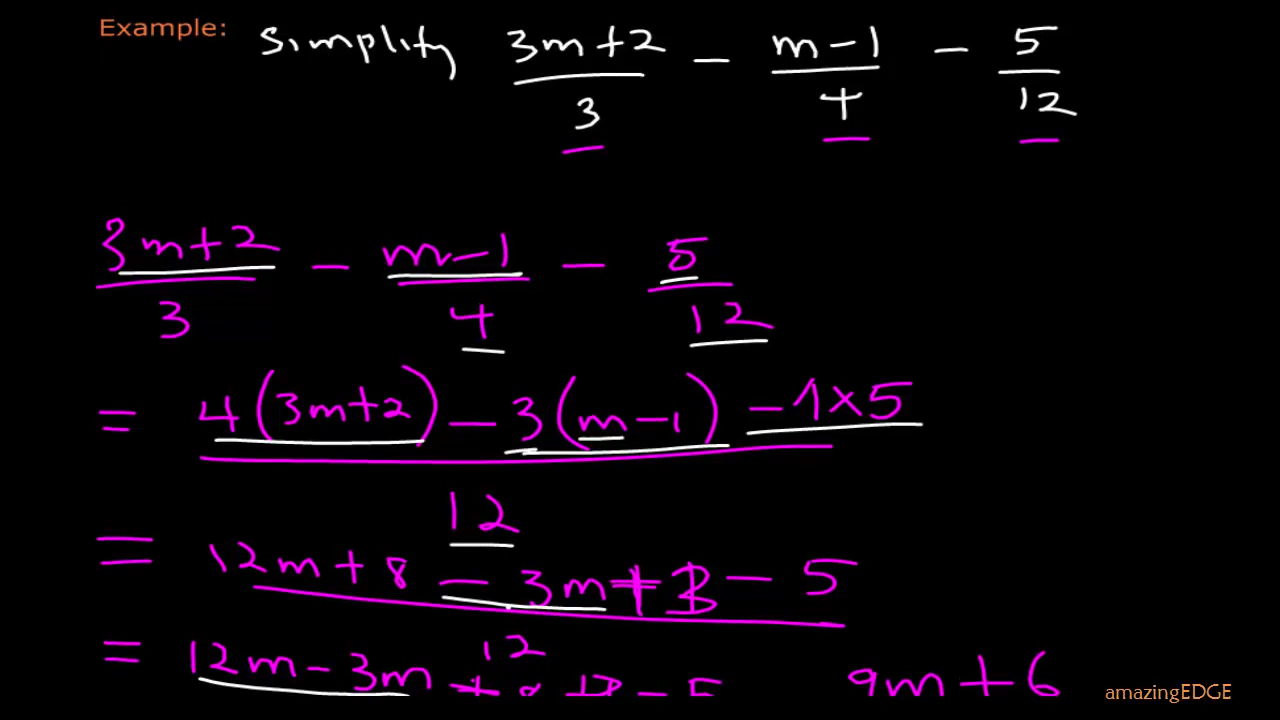 Example: Simplify 3m+2/3 - m-1/4 - 5/12
3m+2/3 - m-1/4 - 5/12
= 4(3m+2) - 3(m-1) - 1×5
12
= 12m+8 - 3m+3 - 5
12
= 12m - 3m - 5
9m+6
amazingEDGE